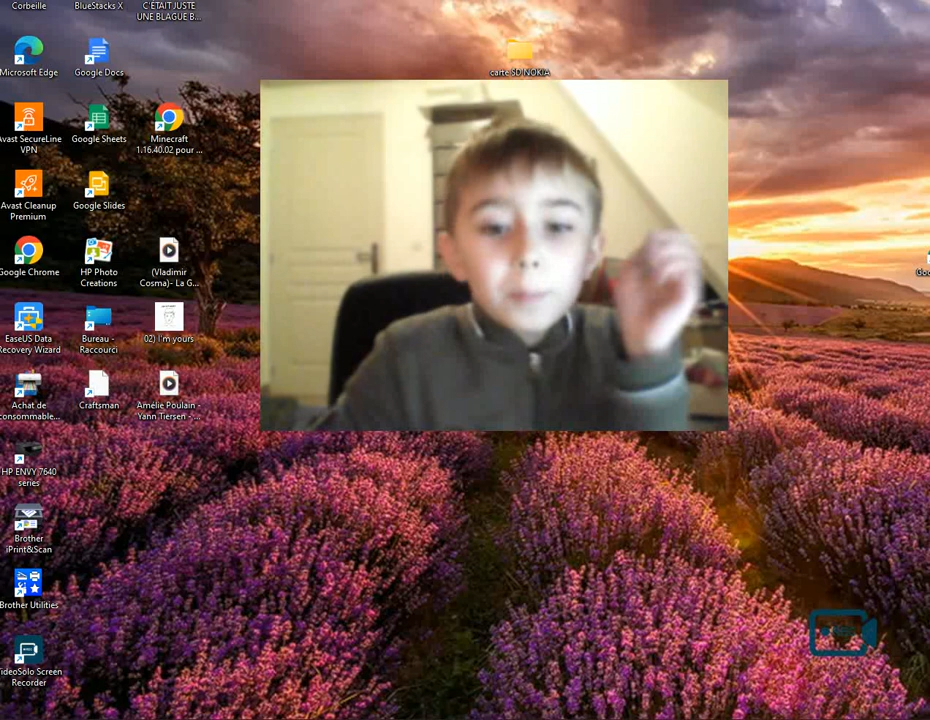 Corbeille
BlueStacks X
C'ÉTAIT JUSTE
UNE BLAGUE B...
Microsoft Edge
Google Docs
carte SD NOKIA
Avast SecureLine
VPN
Google Sheets
Minecraft
1.16.40.02 pour ...
Avast Cleanup
Premium
Google Slides
Google Chrome
HP Photo
Creations
(Vladimir
Cosma)- La G...
Goo
EaseUS Data
Recovery Wizard
Bureau -
Raccourci
02) I'm yours
Achat de
consommable...
Craftsman
Amélie Poulain -
Yann Tiersen - ...
HP ENVY 7640
series
Brother
iPrint&Scan
Brother Utilities
VideoSolo Screen
Recorder